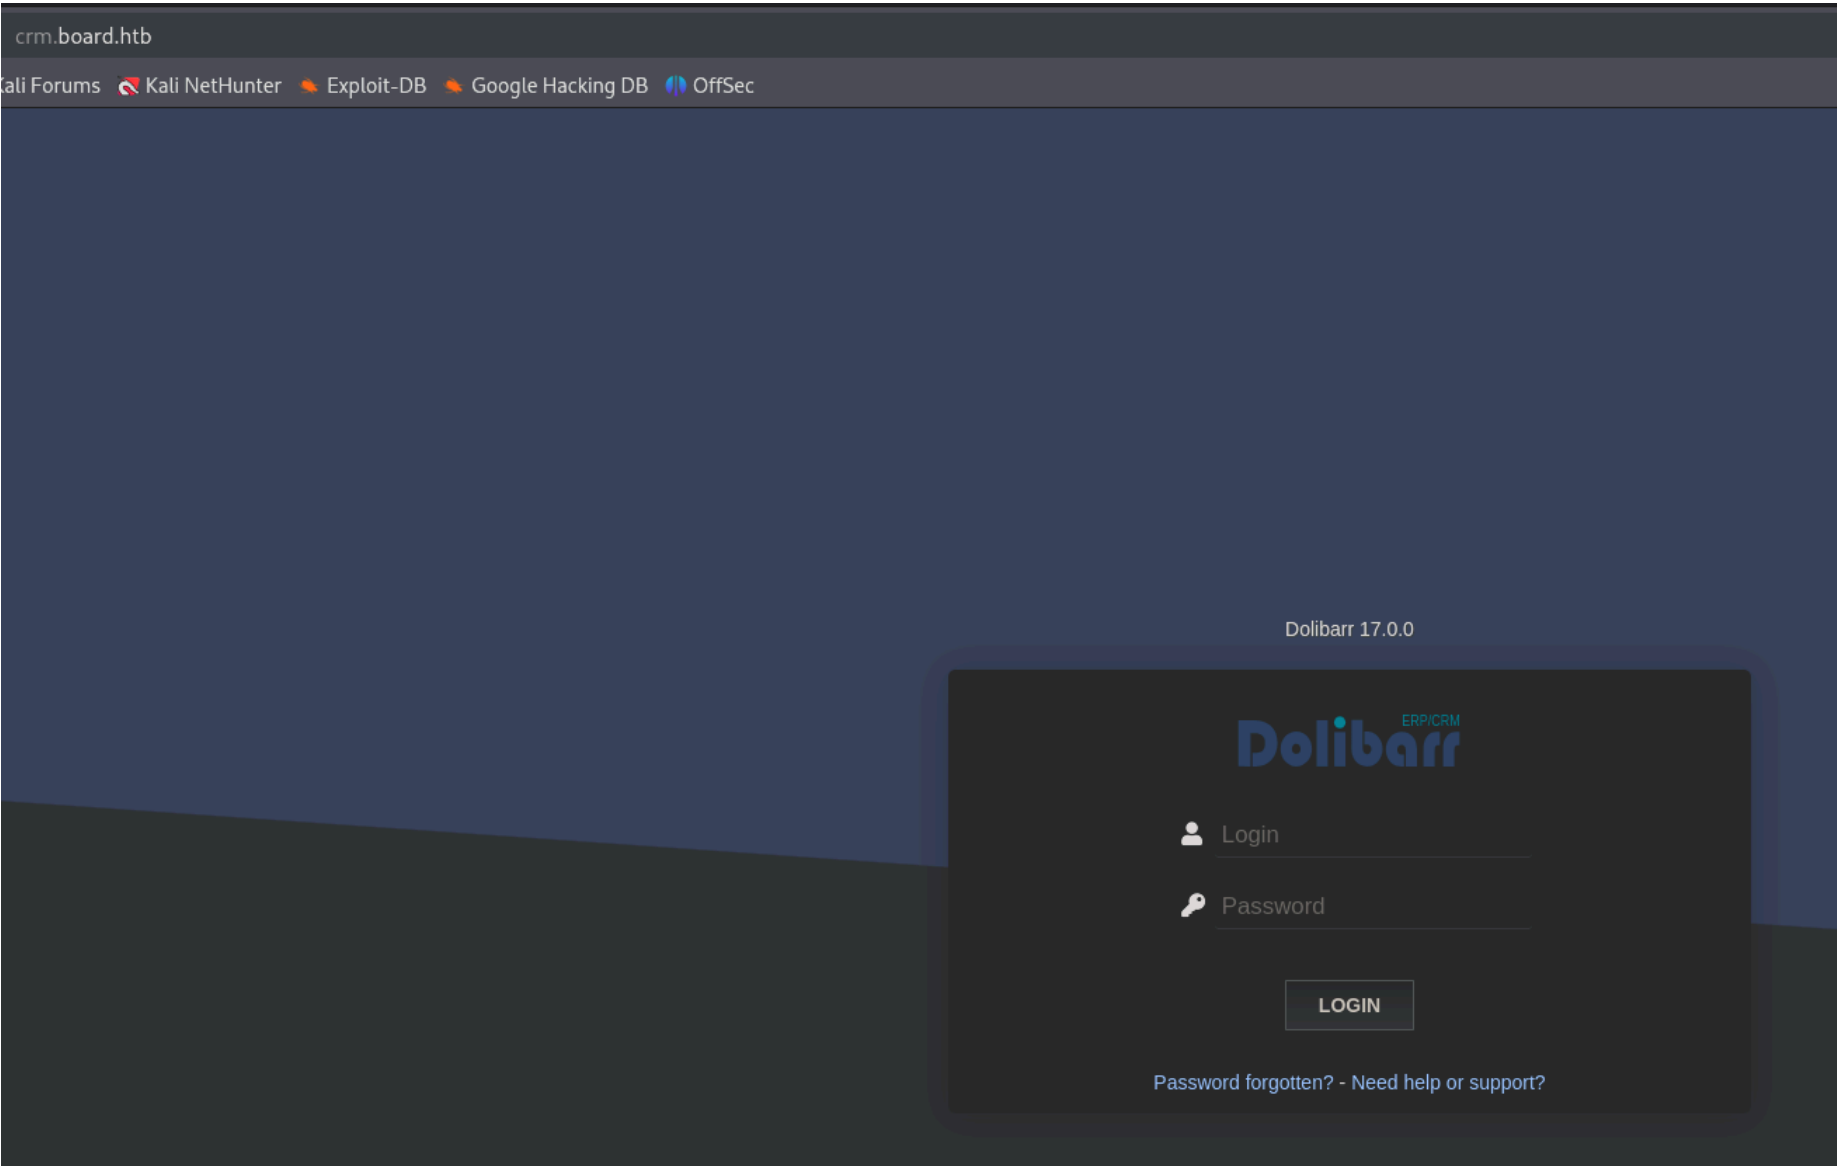 crm.board.htb
Kali Forums Kali NetHunter Exploit-DB Google Hacking DB OffSec
Dolibarr 17.0.0
Dolibarr ERP/CRM
Login
Password
LOGIN
Password forgotten? - Need help or support?